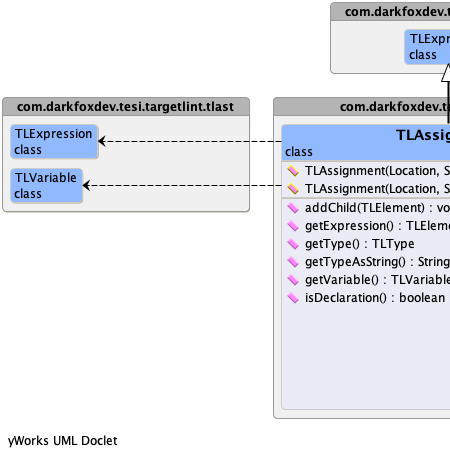 com.darkfoxdev.t
TLExpr
class
com.darkfoxdev.tesi.targetlint.tlast
TLExpression
class
TLVariable
class
com.darkfoxdev.t
TLAssig
class
TLAssignment(Location, S
TLAssignment(Location, S
addChild(TLElement) : vo
getExpression() : TLEleme
getType() : TLType
getTypeAsString() : String
getVariable() : TLVariable
isDeclaration() : boolean
yWorks UML Doclet